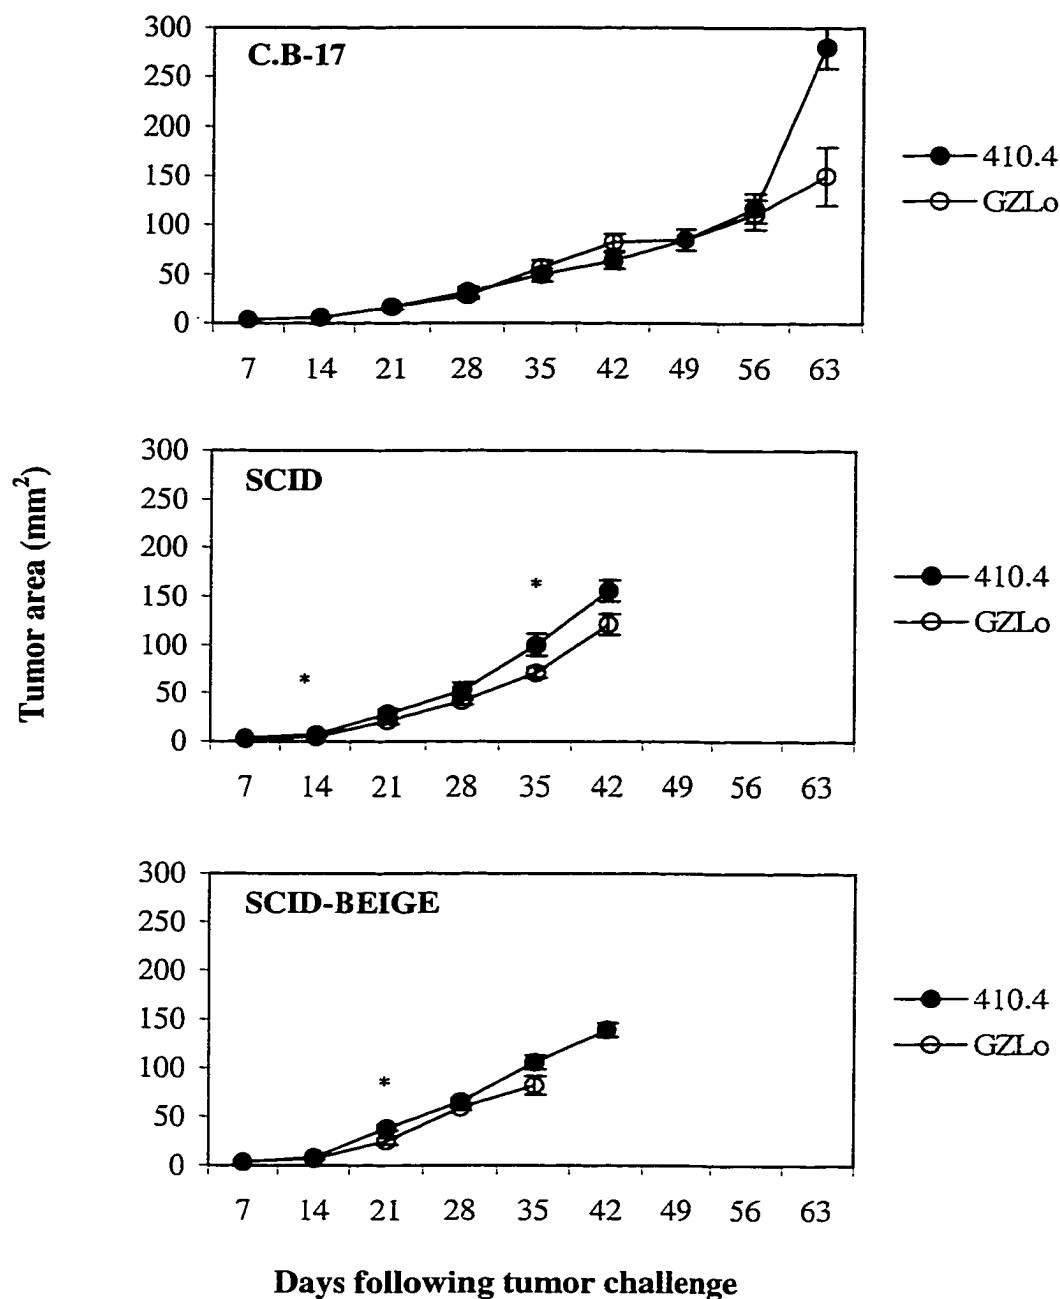 C.B-17
300
250
200
150
100
50
0
7 14 21 28 35 42 49 56 63
410.4
GZLo
Tumor area (mm²)
SCID
300
250
200
150
100
50
0
*
*
7 14 21 28 35 42 49 56 63
410.4
GZLo
SCID-BEIGE
300
250
200
150
100
50
0
*
7 14 21 28 35 42 49 56 63
410.4
GZLo
Days following tumor challenge